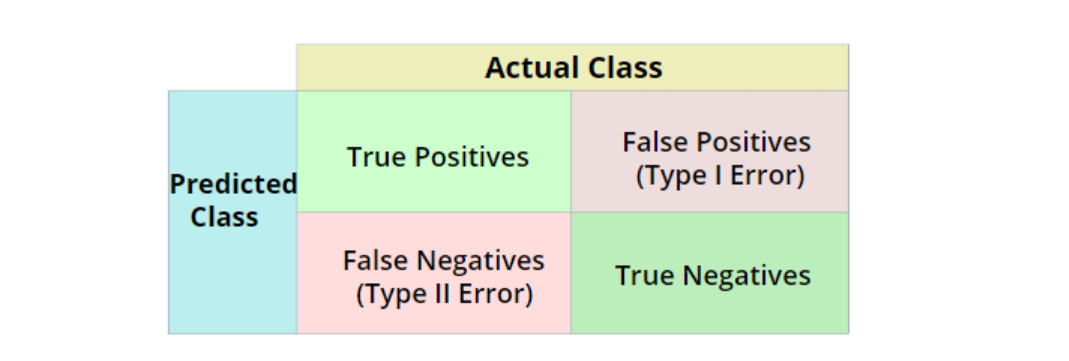 Actual Class
True Positives
False Positives
(Type I Error)
Predicted
Class
False Negatives
(Type II Error)
True Negatives